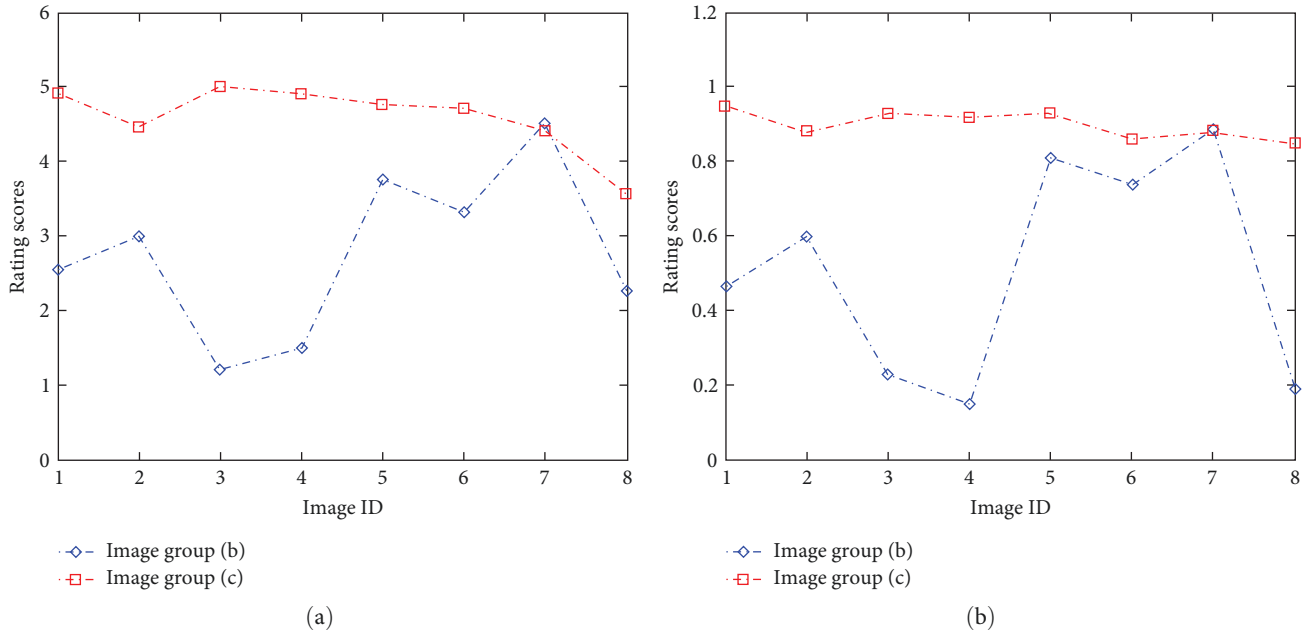 6
5
4
3
2
1
0
Rating scores
1 2 3 4 5 6 7 8
Image ID
Image group (b)
Image group (c)
(a)
1.2
1
0.8
0.6
0.4
0.2
0
Rating scores
1 2 3 4 5 6 7 8
Image ID
Image group (b)
Image group (c)
(b)